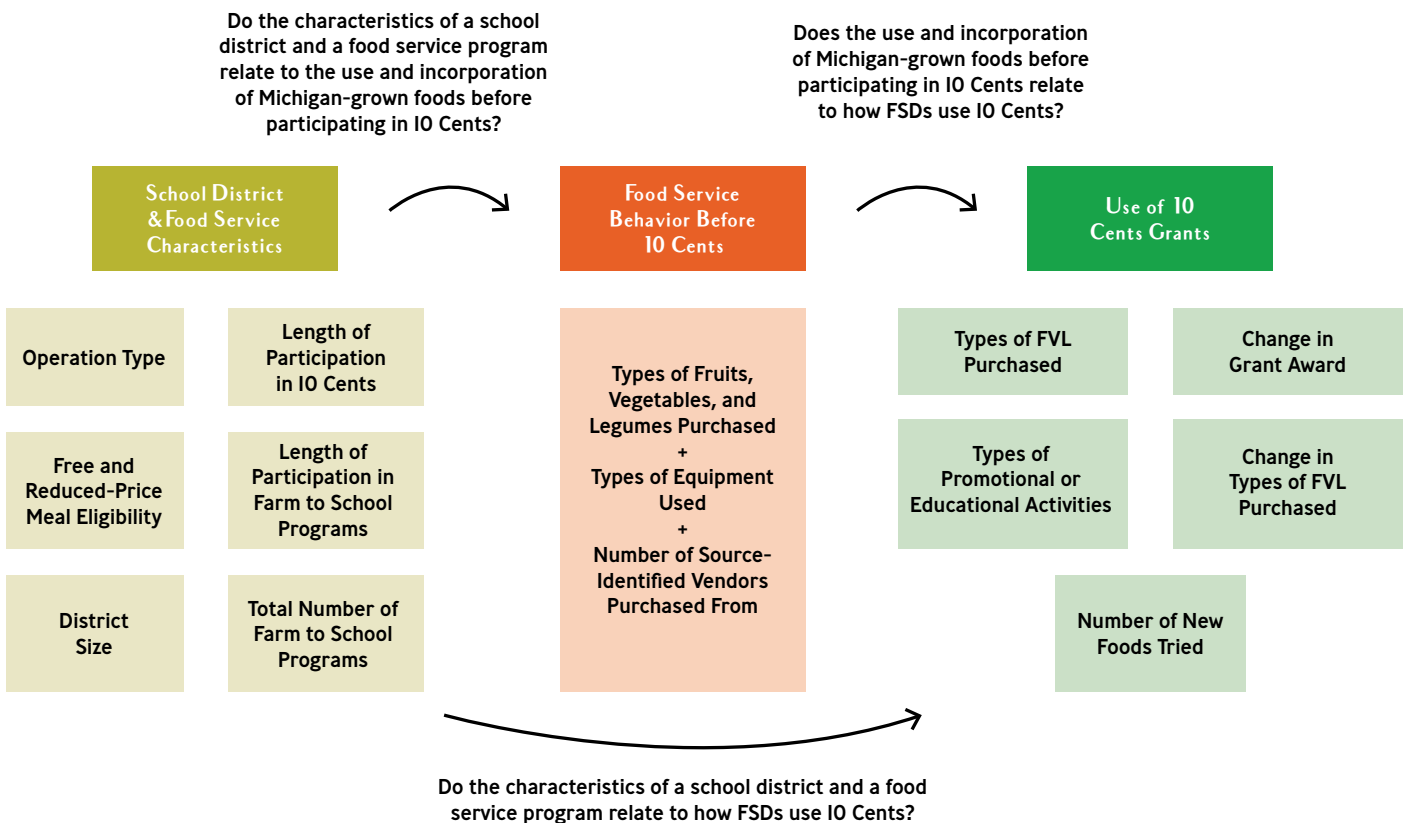 Do the characteristics of a school
district and a food service program
relate to the use and incorporation
of Michigan-grown foods before
participating in 10 Cents?
Does the use and incorporation
of Michigan-grown foods before
participating in 10 Cents relate
to how FSDs use 10 Cents?
School District
& Food Service
Characteristics
Food Service
Behavior Before
10 Cents
Use of 10
Cents Grants
Operation Type
Length of
Participation
in 10 Cents
Free and
Reduced-Price
Meal Eligibility
Length of
Participation in
Farm to School
Programs
District
Size
Total Number of
Farm to School
Programs
Types of Fruits,
Vegetables, and
Legumes Purchased
+
Types of Equipment
Used
+
Number of Source-
Identified Vendors
Purchased From
Types of FVL
Purchased
Change in
Grant Award
Types of
Promotional or
Educational Activities
Change in
Types of FVL
Purchased
Number of New
Foods Tried
Do the characteristics of a school district and a food
service program relate to how FSDs use 10 Cents?